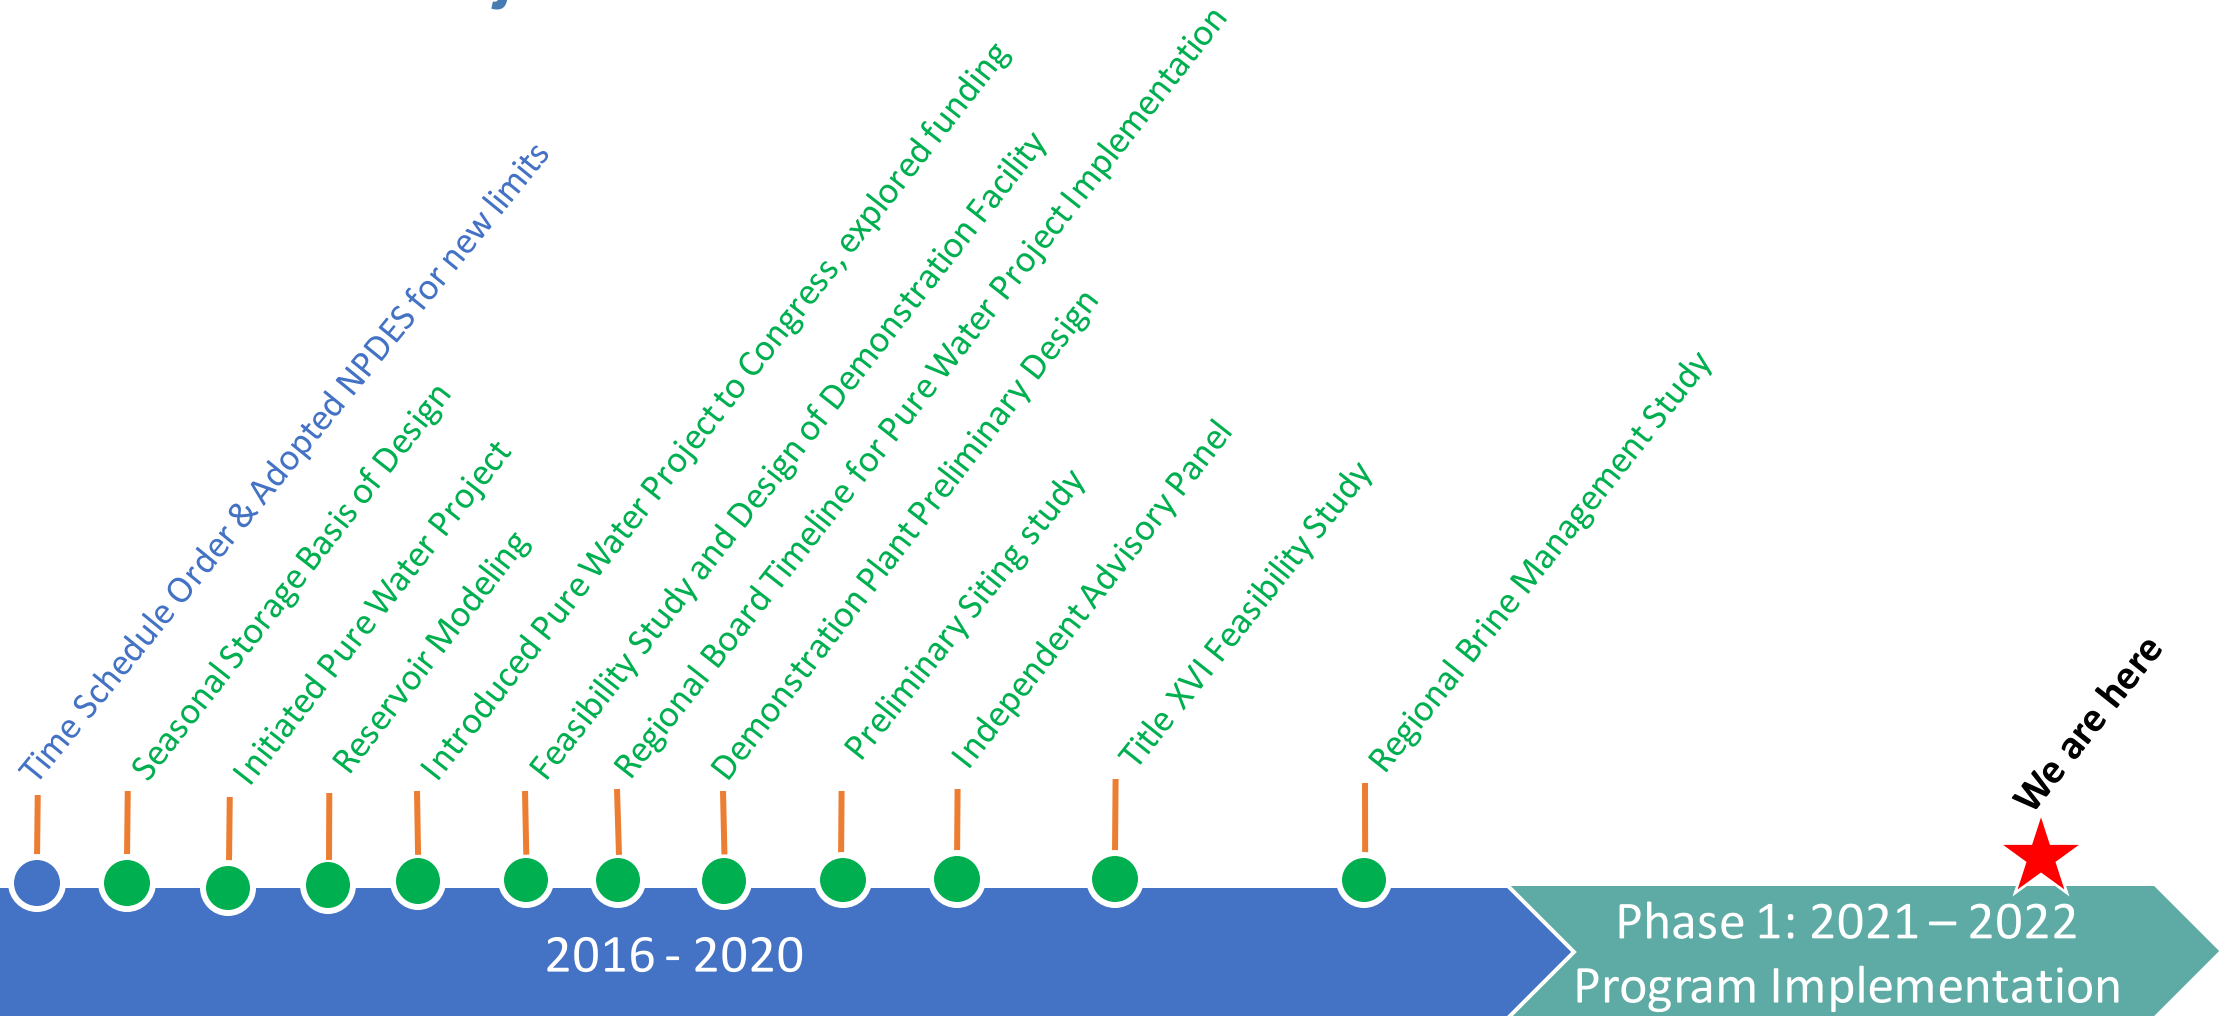 Time Schedule Order & Adopted NPDES for new limits
Seasonal Storage Basis of Design
Initiated Pure Water Project
Reservoir Modeling
Introduced Pure Water Project to Congress, explored funding
Feasibility Study and Design of Demonstration Facility
Regional Board Timeline for Pure Water Project Implementation
Demonstration Plant Preliminary Design
Preliminary Siting study
Independent Advisory Panel
Title XVI Feasibility Study
Regional Brine Management Study
We are here
2016 - 2020
Phase 1: 2021 – 2022
Program Implementation